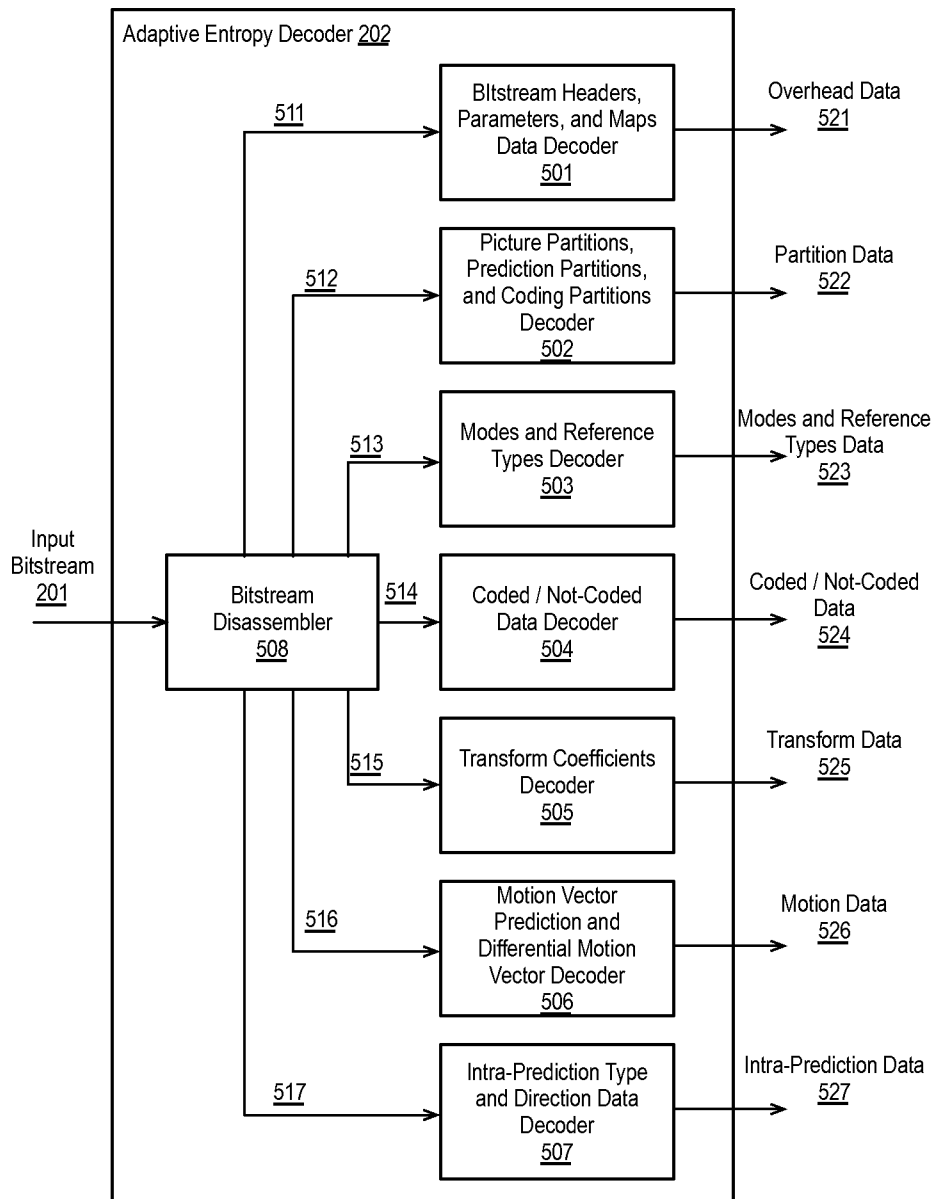 Adaptive Entropy Decoder 202
511
BItstream Headers,
Parameters, and Maps
Data Decoder
501
Overhead Data
521
512
Picture Partitions,
Prediction Partitions,
and Coding Partitions
Decoder
502
Partition Data
522
513
Modes and Reference
Types Decoder
503
Modes and Reference
Types Data
523
Input
Bitstream
201
Bitstream
Disassembler
508
514
Coded / Not-Coded
Data Decoder
504
Coded / Not-Coded
Data
524
515
Transform Coefficients
Decoder
505
Transform Data
525
516
Motion Vector
Prediction and
Differential Motion
Vector Decoder
506
Motion Data
526
517
Intra-Prediction Type
and Direction Data
Decoder
507
Intra-Prediction Data
527